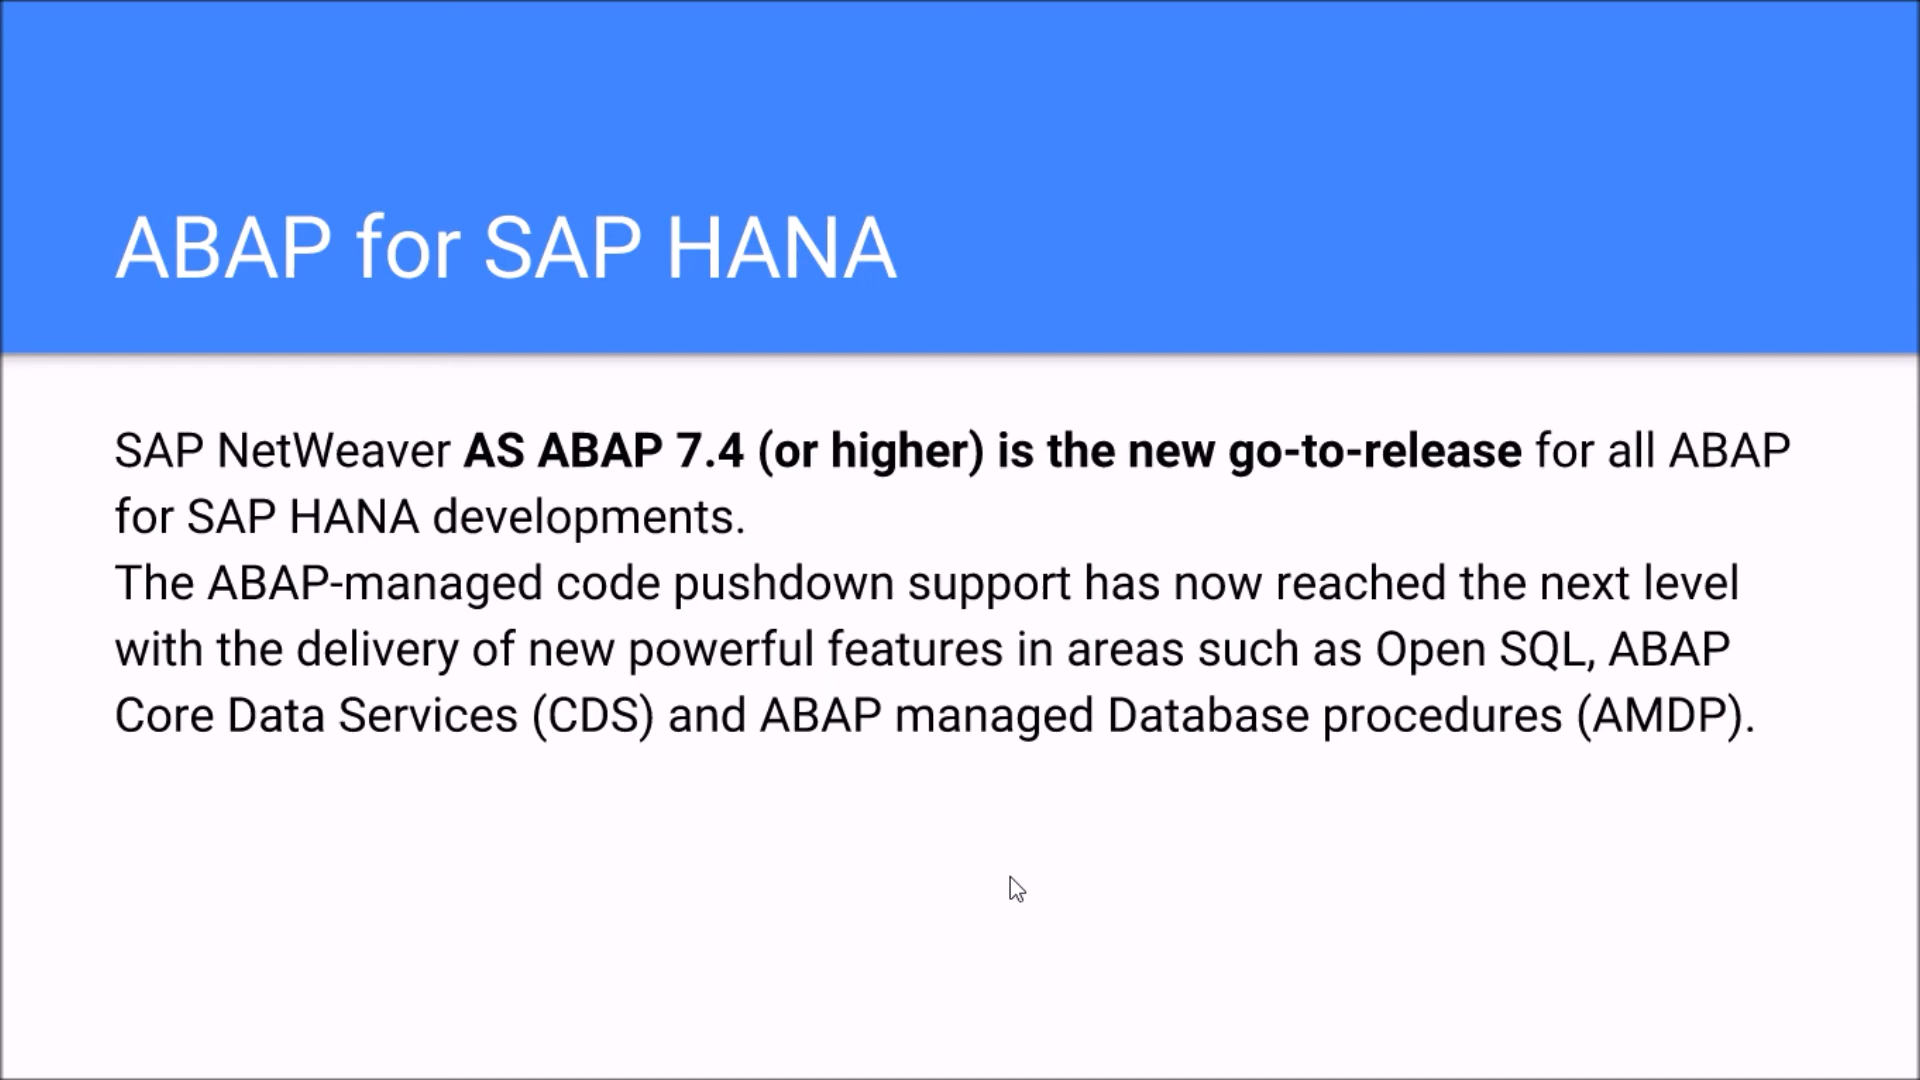 ABAP for SAP HANA
SAP NetWeaver AS ABAP 7.4 (or higher) is the new go-to-release for all ABAP
for SAP HANA developments.
The ABAP-managed code pushdown support has now reached the next level
with the delivery of new powerful features in areas such as Open SQL, ABAP
Core Data Services (CDS) and ABAP managed Database procedures (AMDP).